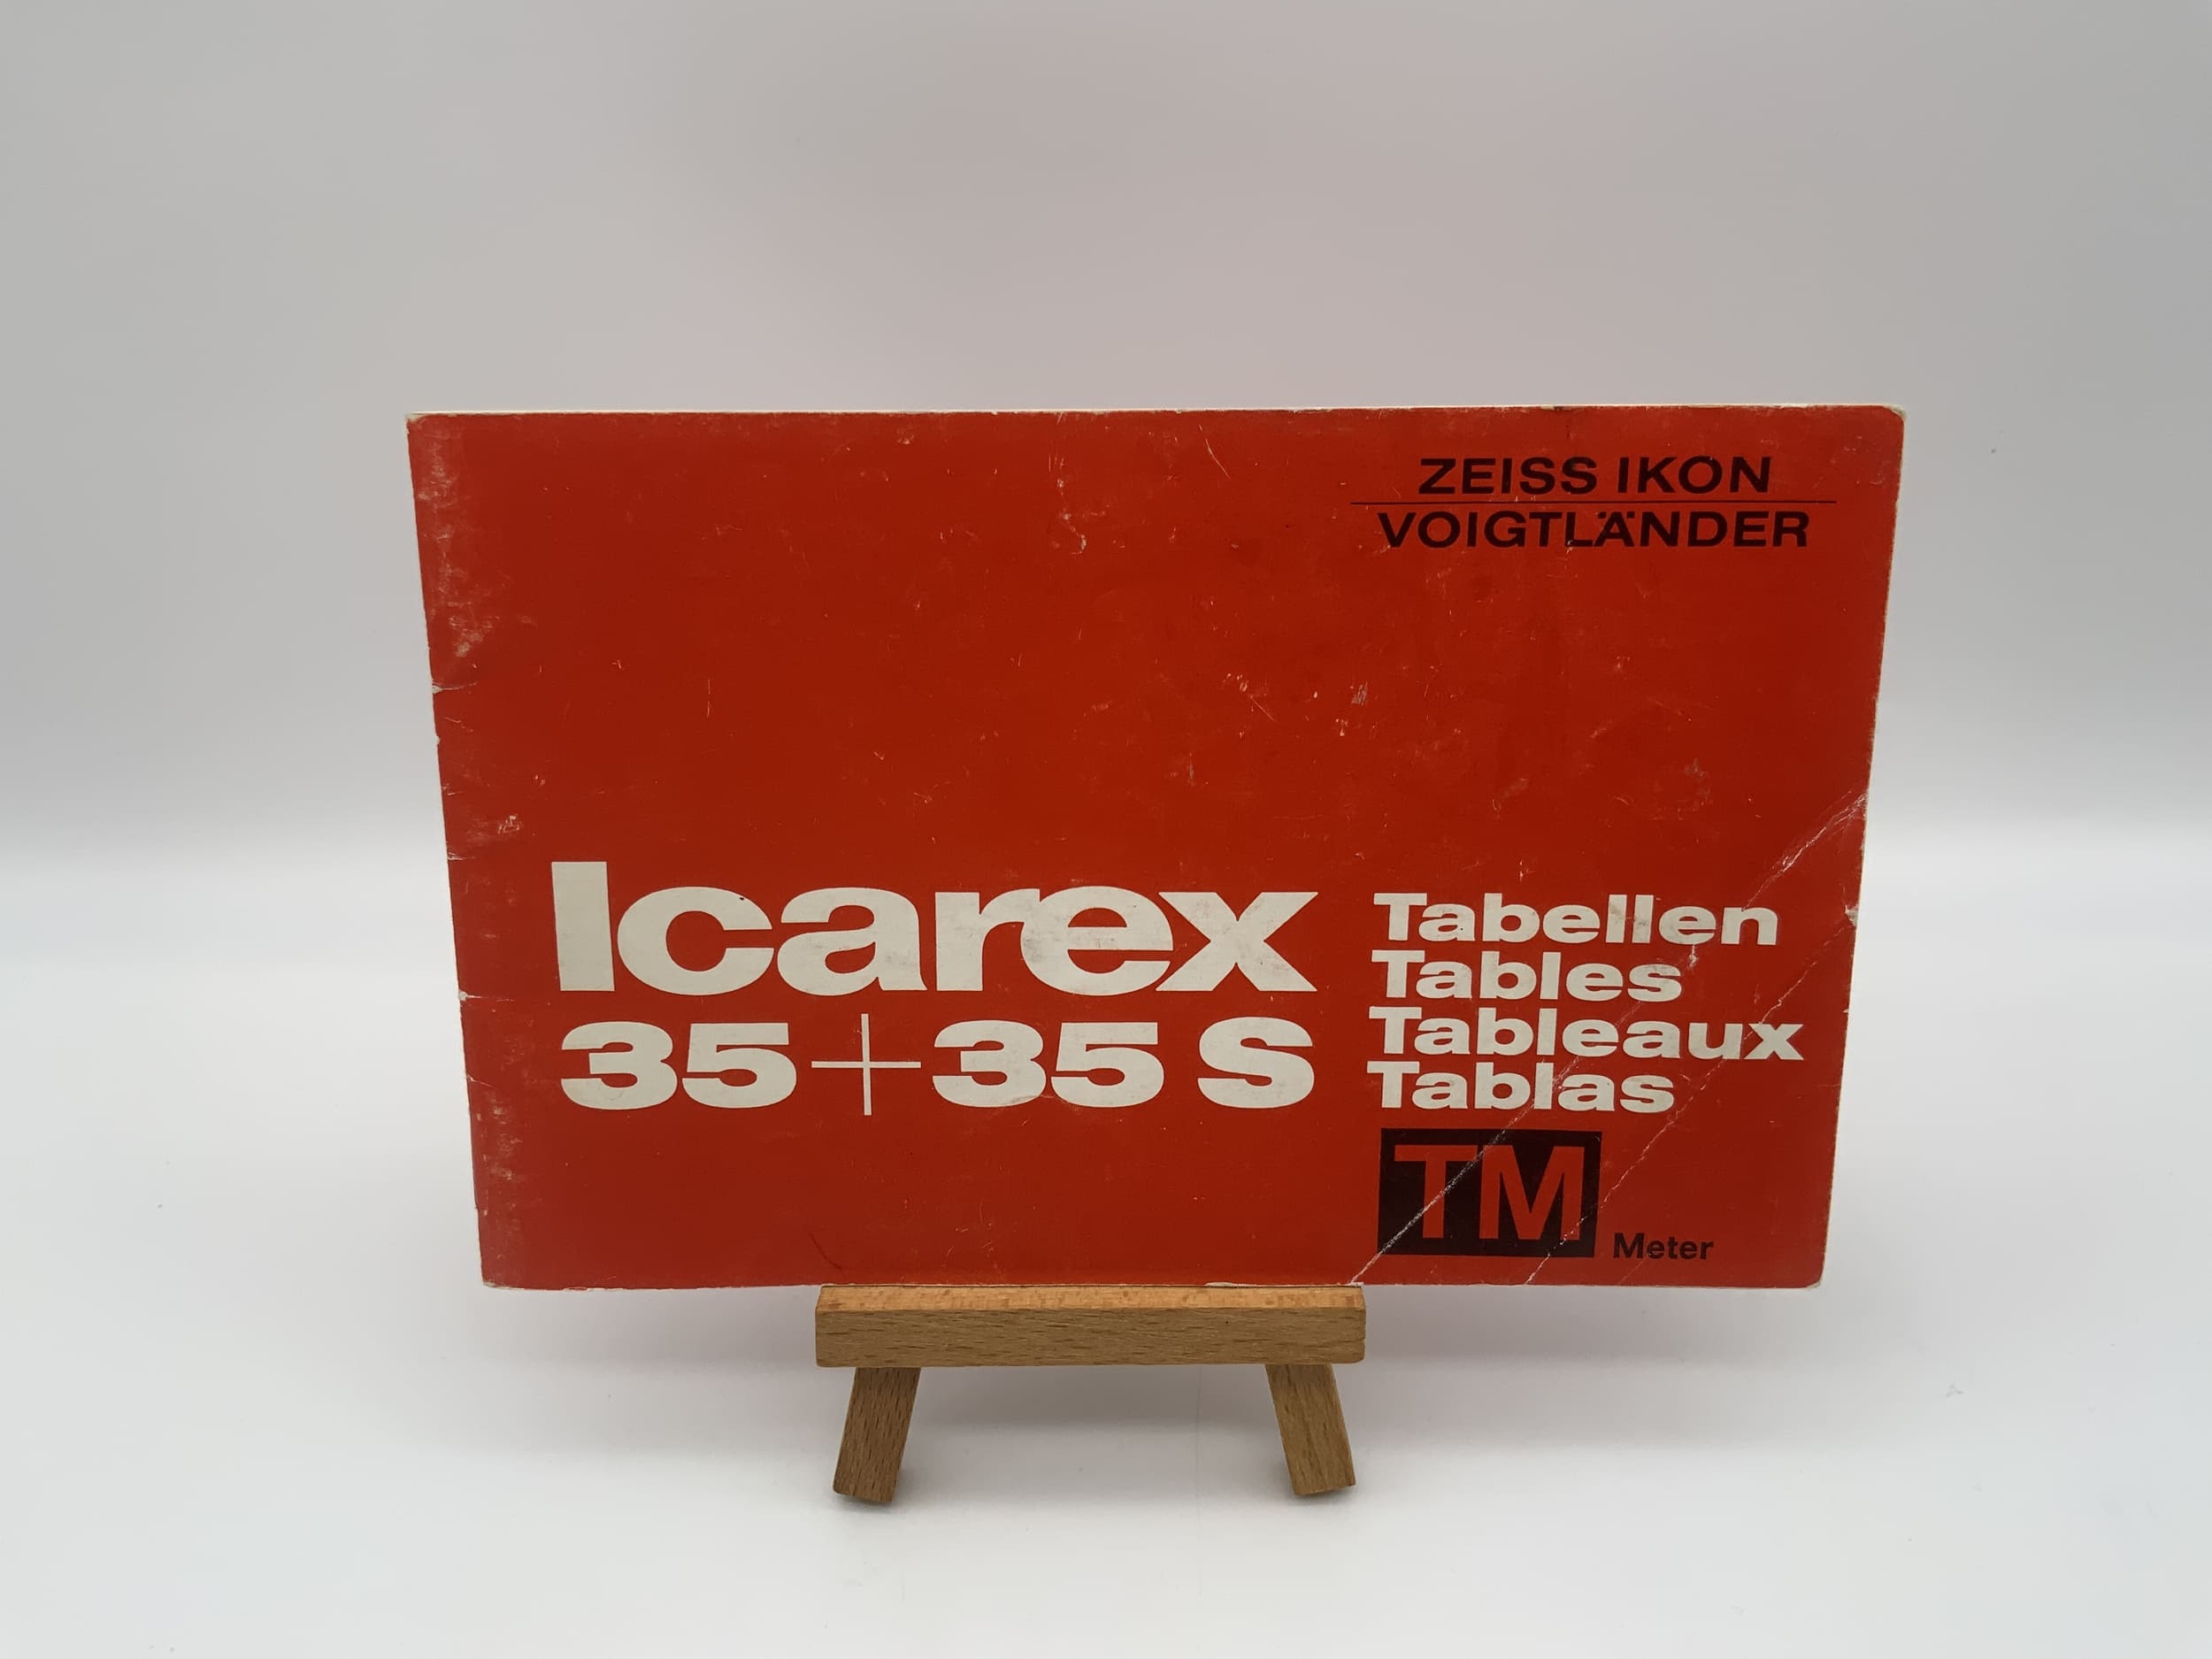 ZEISS IKON
VOIGTLÄNDER
Icarex
35+35 S
Tabellen
Tables
Tableaux
Tablas
TM Meter